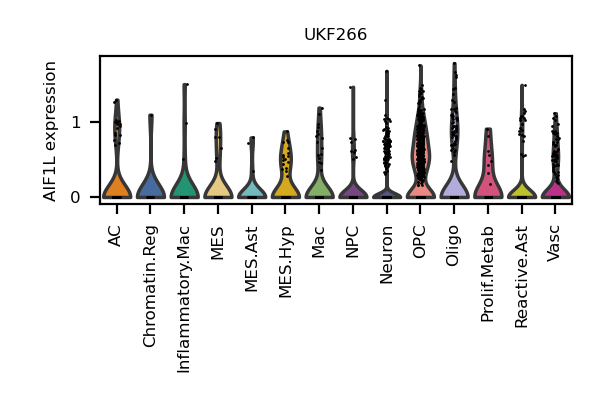 UKF266
AIF1L expression
1
0
AC
Chromatin.Reg
Inflammatory.Mac
MES
MES.Ast
MES.Hyp
Mac
NPC
Neuron
OPC
Oligo
Prolif.Metab
Reactive.Ast
Vasc